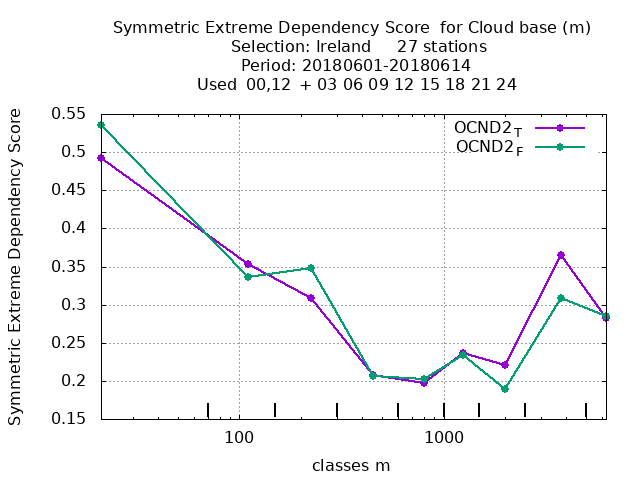 Symmetric Extreme Dependency Score  for Cloud base (m)
Selection: Ireland     27 stations
Period: 20180601-20180614
Used  00,12  + 03 06 09 12 15 18 21 24
OCND2T
OCND2F
Symmetric Extreme Dependency Score
0.55
0.5
0.45
0.4
0.35
0.3
0.25
0.2
0.15
100
1000
classes m